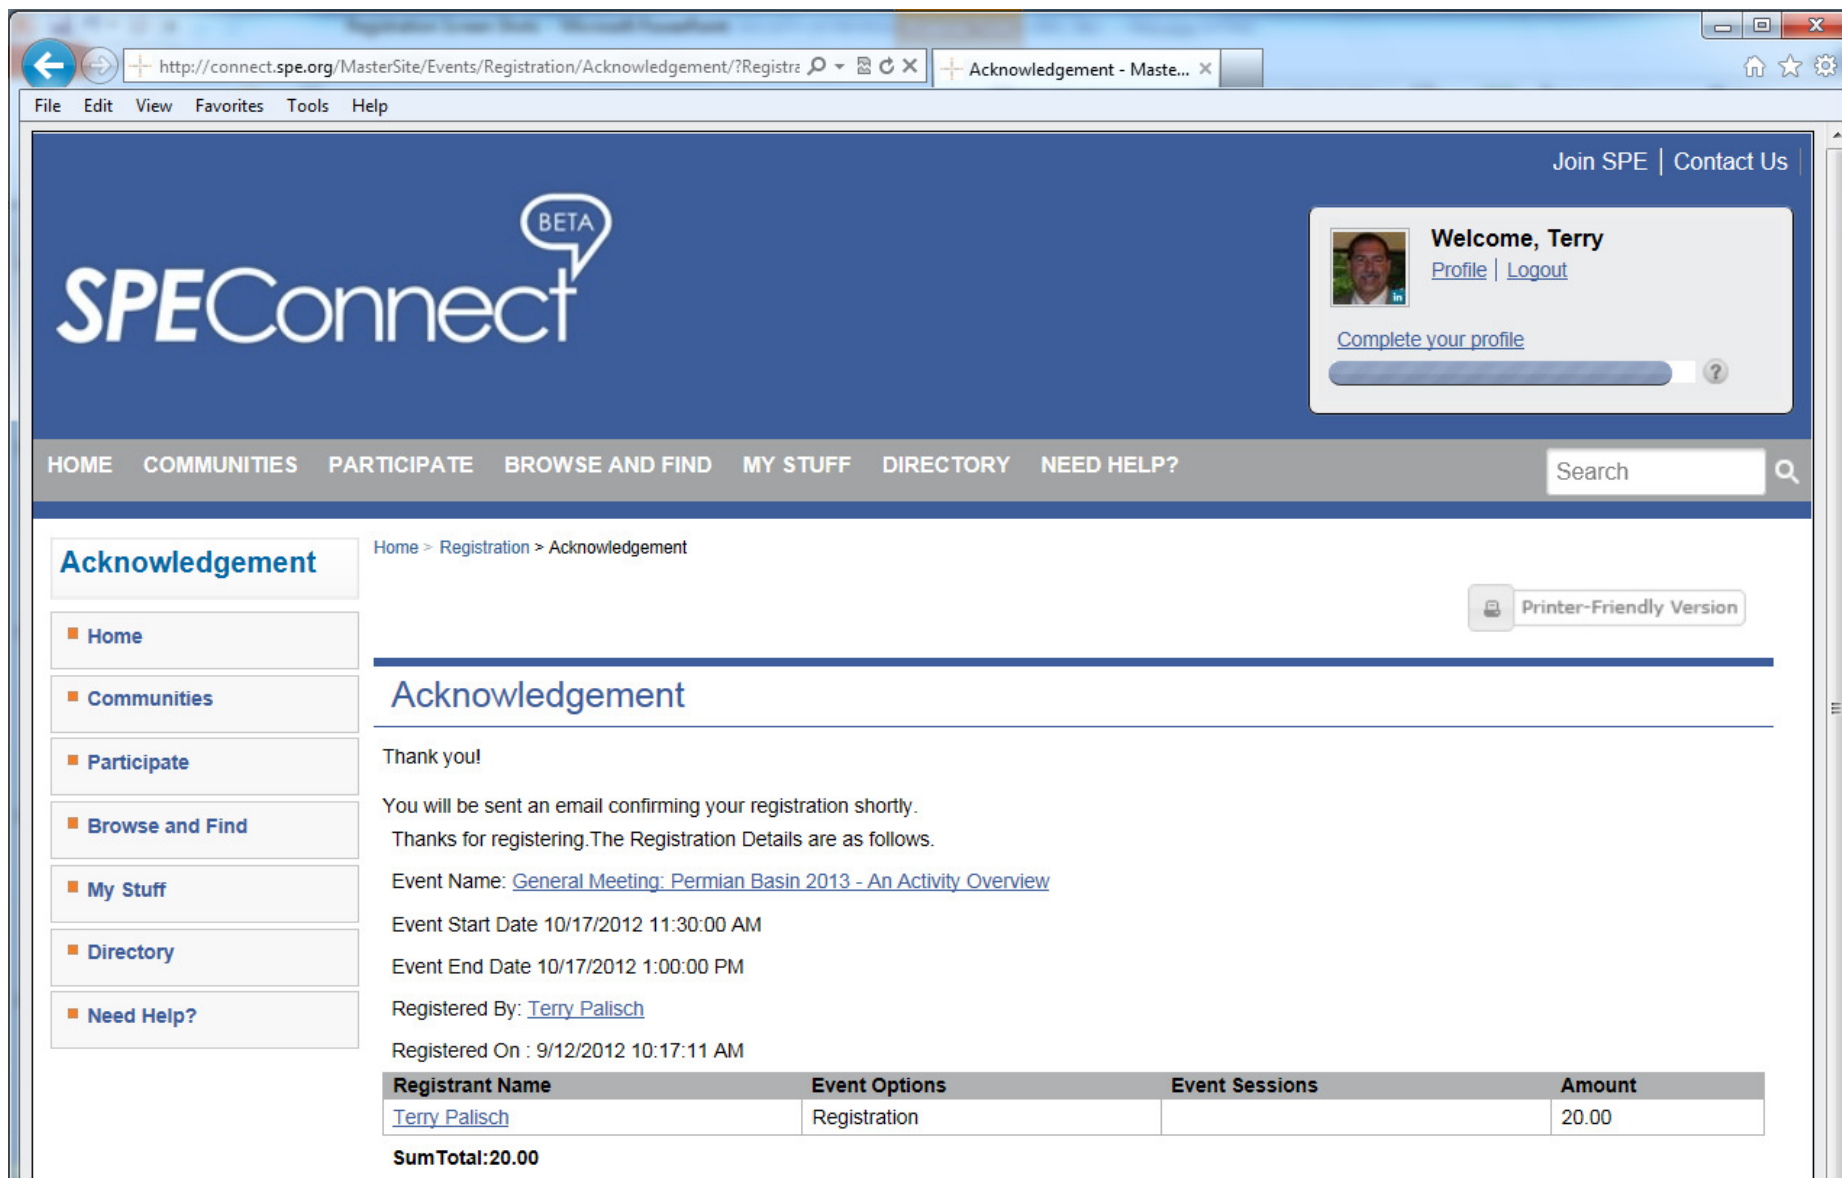 Registration Screen Shots - Microsoft PowerPoint
http://connect.spe.org/MasterSite/Events/Registration/Acknowledgement/?Registra
Acknowledgement - Maste...
File Edit View Favorites Tools Help
Join SPE | Contact Us
BETA
SPEConnect
Welcome, Terry
Profile | Logout
in
Complete your profile
?
HOME COMMUNITIES PARTICIPATE BROWSE AND FIND MY STUFF DIRECTORY NEED HELP?
Search
Acknowledgement
Home > Registration > Acknowledgement
Printer-Friendly Version
Home
Communities
Participate
Browse and Find
My Stuff
Directory
Need Help?
Acknowledgement
Thank you!
You will be sent an email confirming your registration shortly.
Thanks for registering.The Registration Details are as follows.
Event Name: General Meeting: Permian Basin 2013 - An Activity Overview
Event Start Date 10/17/2012 11:30:00 AM
Event End Date 10/17/2012 1:00:00 PM
Registered By: Terry Palisch
Registered On : 9/12/2012 10:17:11 AM
Registrant Name Event Options Event Sessions Amount
Terry Palisch Registration 20.00
SumTotal:20.00